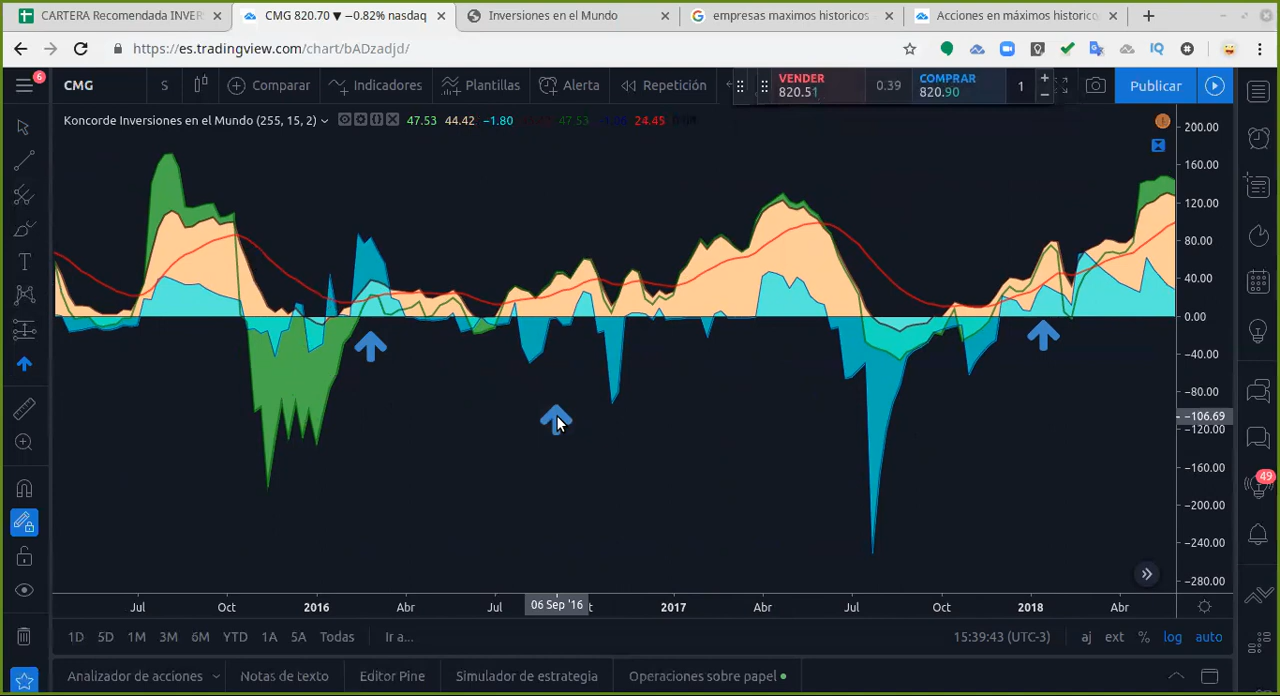 CARTERA Recomendada INVER
CMG 820.70 ▼ −0.82% nasdaq
Inversiones en el Mundo
empresas maximos historicos
Acciones en máximos historico
https://es.tradingview.com/chart/bADzadjd/
IQ
6
CMG
S
Comparar
Indicadores
Plantillas
Alerta
Repetición
VENDER
820.51
0.39
COMPRAR
820.90
1
Publicar
Koncorde Inversiones en el Mundo (255, 15, 2)
47.53 44.42 −1.80 47.53 24.45
200.00
160.00
120.00
80.00
40.00
0.00
−40.00
−80.00
−106.69
−120.00
−160.00
−200.00
−240.00
−280.00
49
Jul
Oct
2016
Abr
Jul
06 Sep '16
2017
Abr
Jul
Oct
2018
Abr
1D 5D 1M 3M 6M YTD 1A 5A Todas
Ir a...
15:39:43 (UTC-3)
aj ext % log auto
Analizador de acciones
Notas de texto
Editor Pine
Simulador de estrategia
Operaciones sobre papel